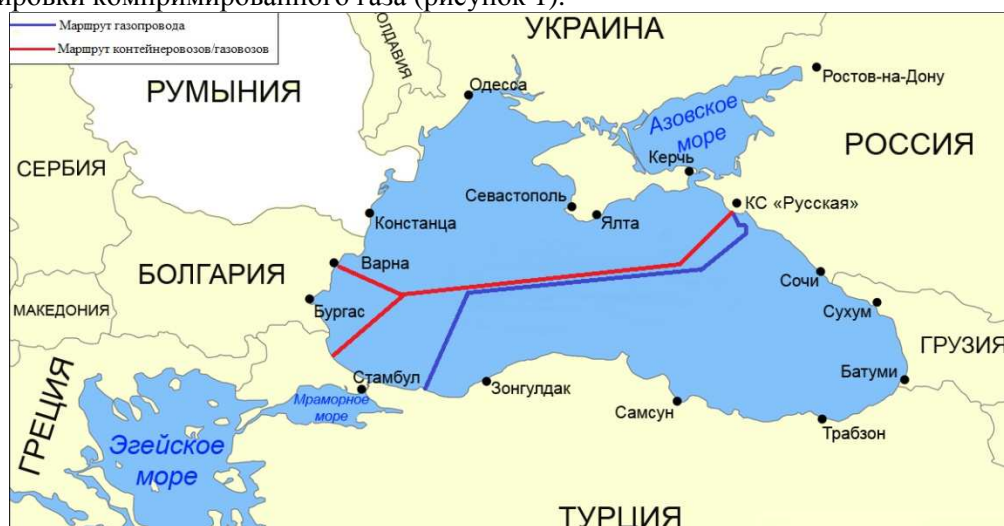 ировки компримированного газа (рисунок 1).
Маршрут газопровода
Маршрут контейнеровозов/газовозов
УКРАИНА
МОЛДАВИЯ
РУМЫНИЯ
Одесса
Ростов-на-Дону
Азовское
море
РОССИЯ
СЕРБИЯ
Керчь
Севастополь
КС «Русская»
Ялта
Констанца
БОЛГАРИЯ
Варна
Сочи
МАКЕДОНИЯ
Бургас
Сухум
ГРУЗИЯ
ГРЕЦИЯ
Стамбул
Зонгулдак
Батуми
Мраморное
море
Самсун
Трабзон
Эгейское
море
ТУРЦИЯ